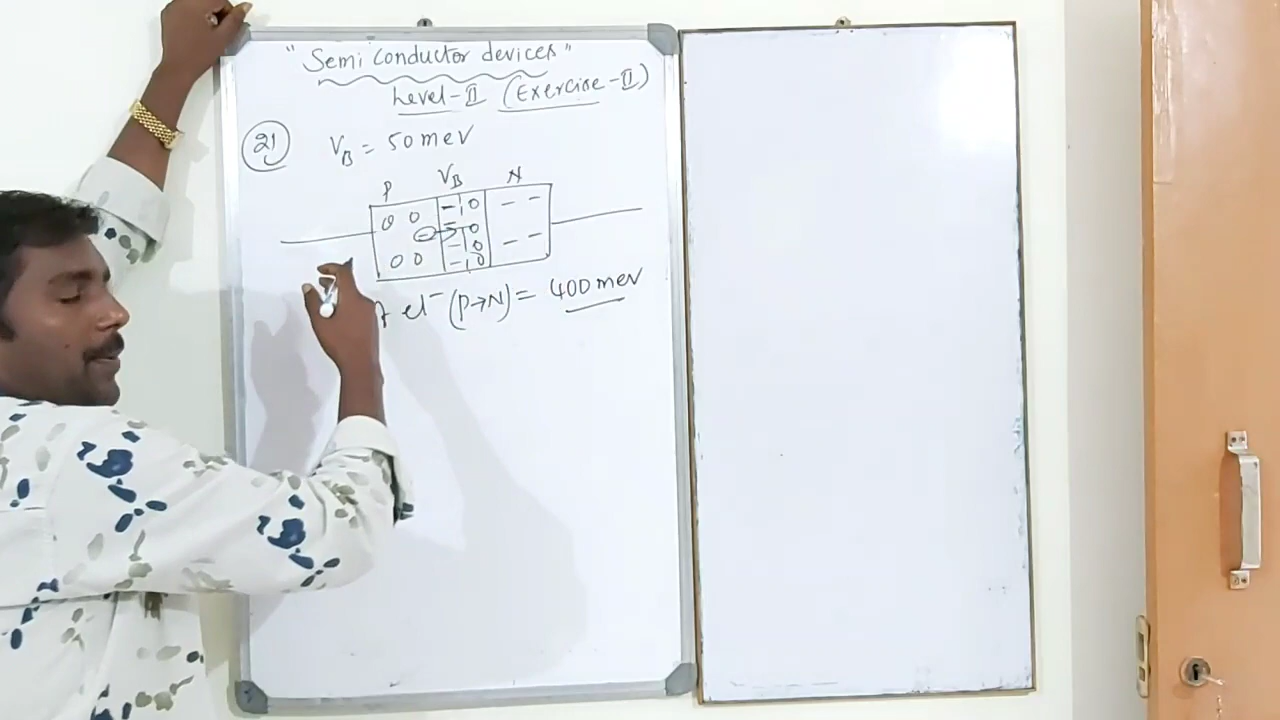 "Semi Conductor devices"
Level-II (Exercise-II)
21 V_B = 50 mev
P V_B N
el⁻ (P→N) = 400 mev